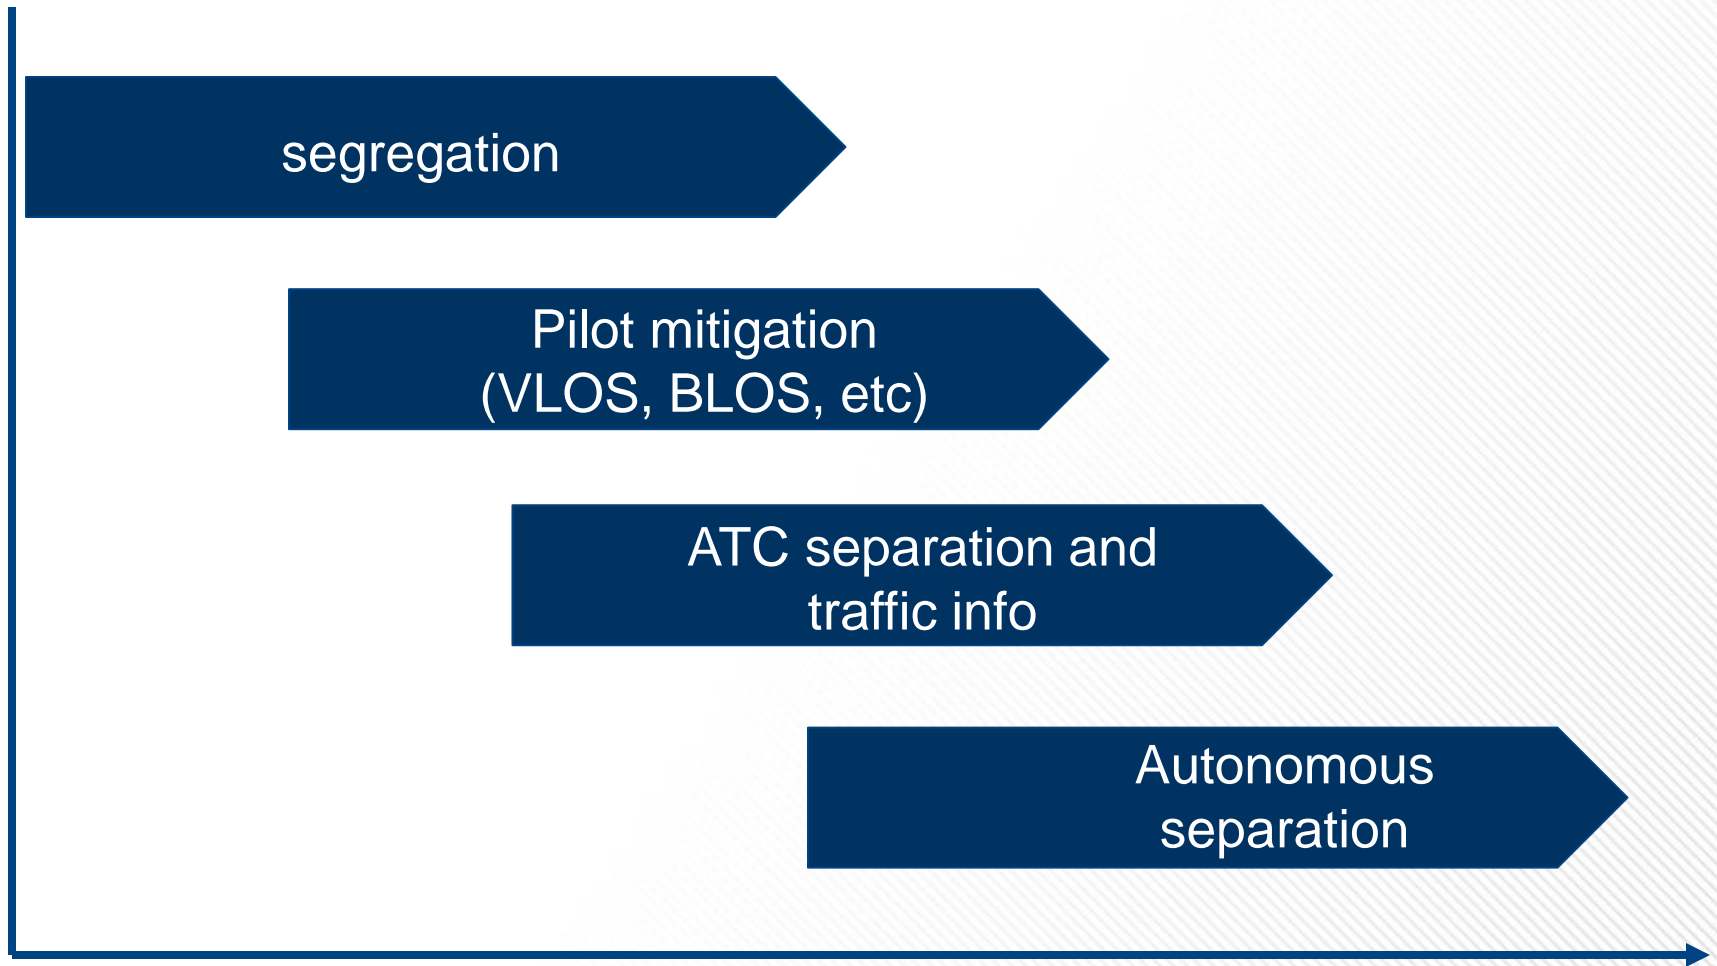 segregation
Pilot mitigation
(VLOS, BLOS, etc)
ATC separation and
traffic info
Autonomous
separation